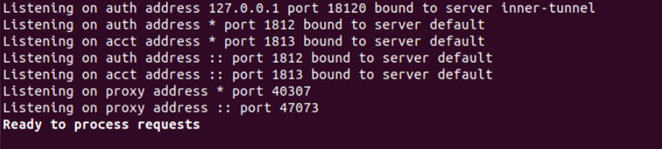 Listening on auth address 127.0.0.1 port 18120 bound to server inner-tunnel
Listening on auth address * port 1812 bound to server default
Listening on acct address * port 1813 bound to server default
Listening on auth address :: port 1812 bound to server default
Listening on acct address :: port 1813 bound to server default
Listening on proxy address * port 40307
Listening on proxy address :: port 47073
Ready to process requests